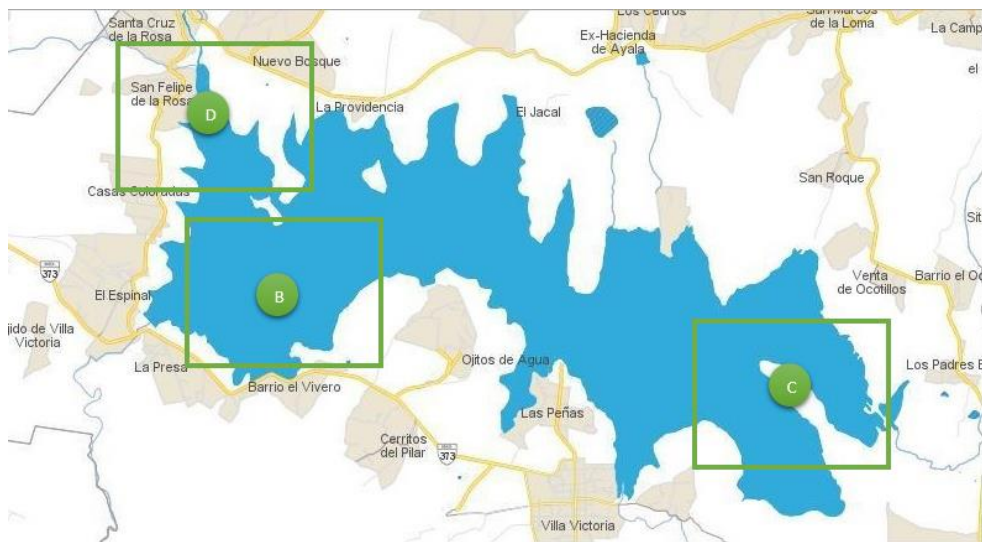 Santa Cruz
de la Rosa
Los Cedros
San Marcos
de la Loma
La Camp
Ex-Hacienda
de Ayala
Nuevo Bosque
el
San Felipe
de la Rosa
D
La Providencia
El Jacal
San Roque
Casas Coloradas
Sit
373
B
El Espinal
Venta
de Ocotillos
Barrio el Oc
jido de Villa
Victoria
La Presa
Ojitos de Agua
Los Padres E
Barrio el Vivero
C
Las Peñas
Cerritos
del Pilar
373
Villa Victoria